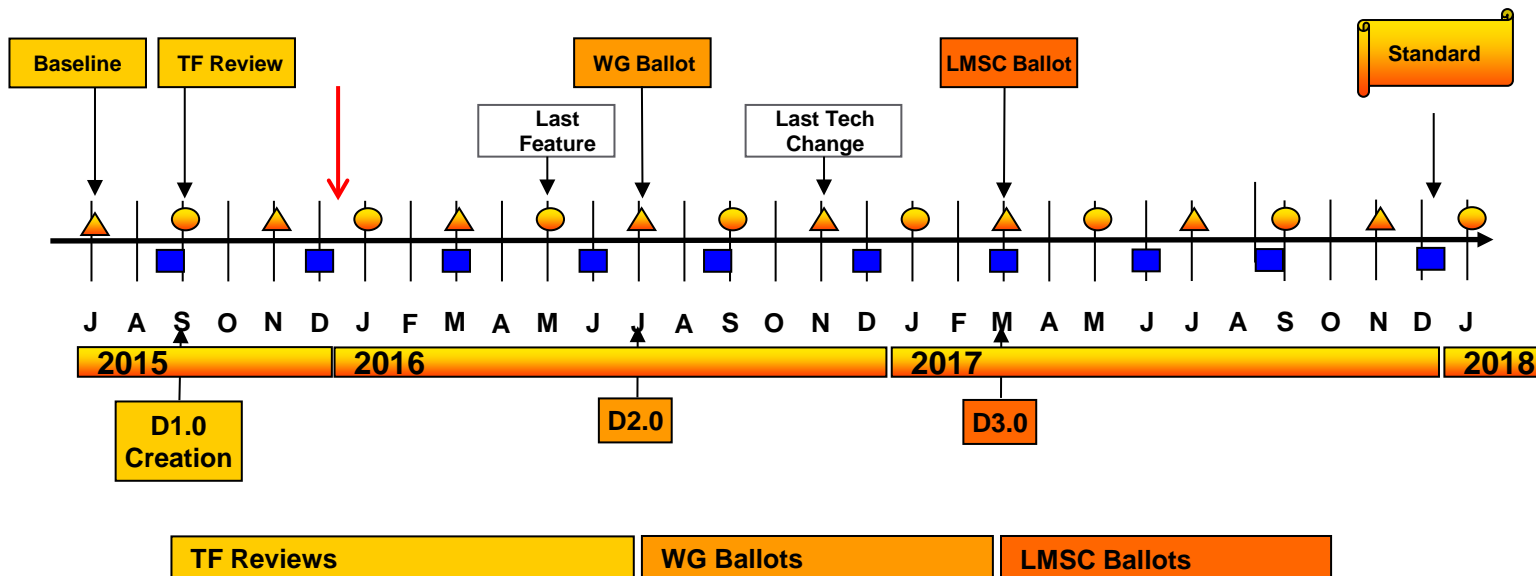 Baseline
TF Review
WG Ballot
LMSC Ballot
Standard
Last
Feature
Last Tech
Change
J A S O N D J F M A M J J A S O N D J F M A M J J A S O N D J
2015 2016 2017 2018
D1.0
Creation
D2.0
D3.0
TF Reviews
WG Ballots
LMSC Ballots